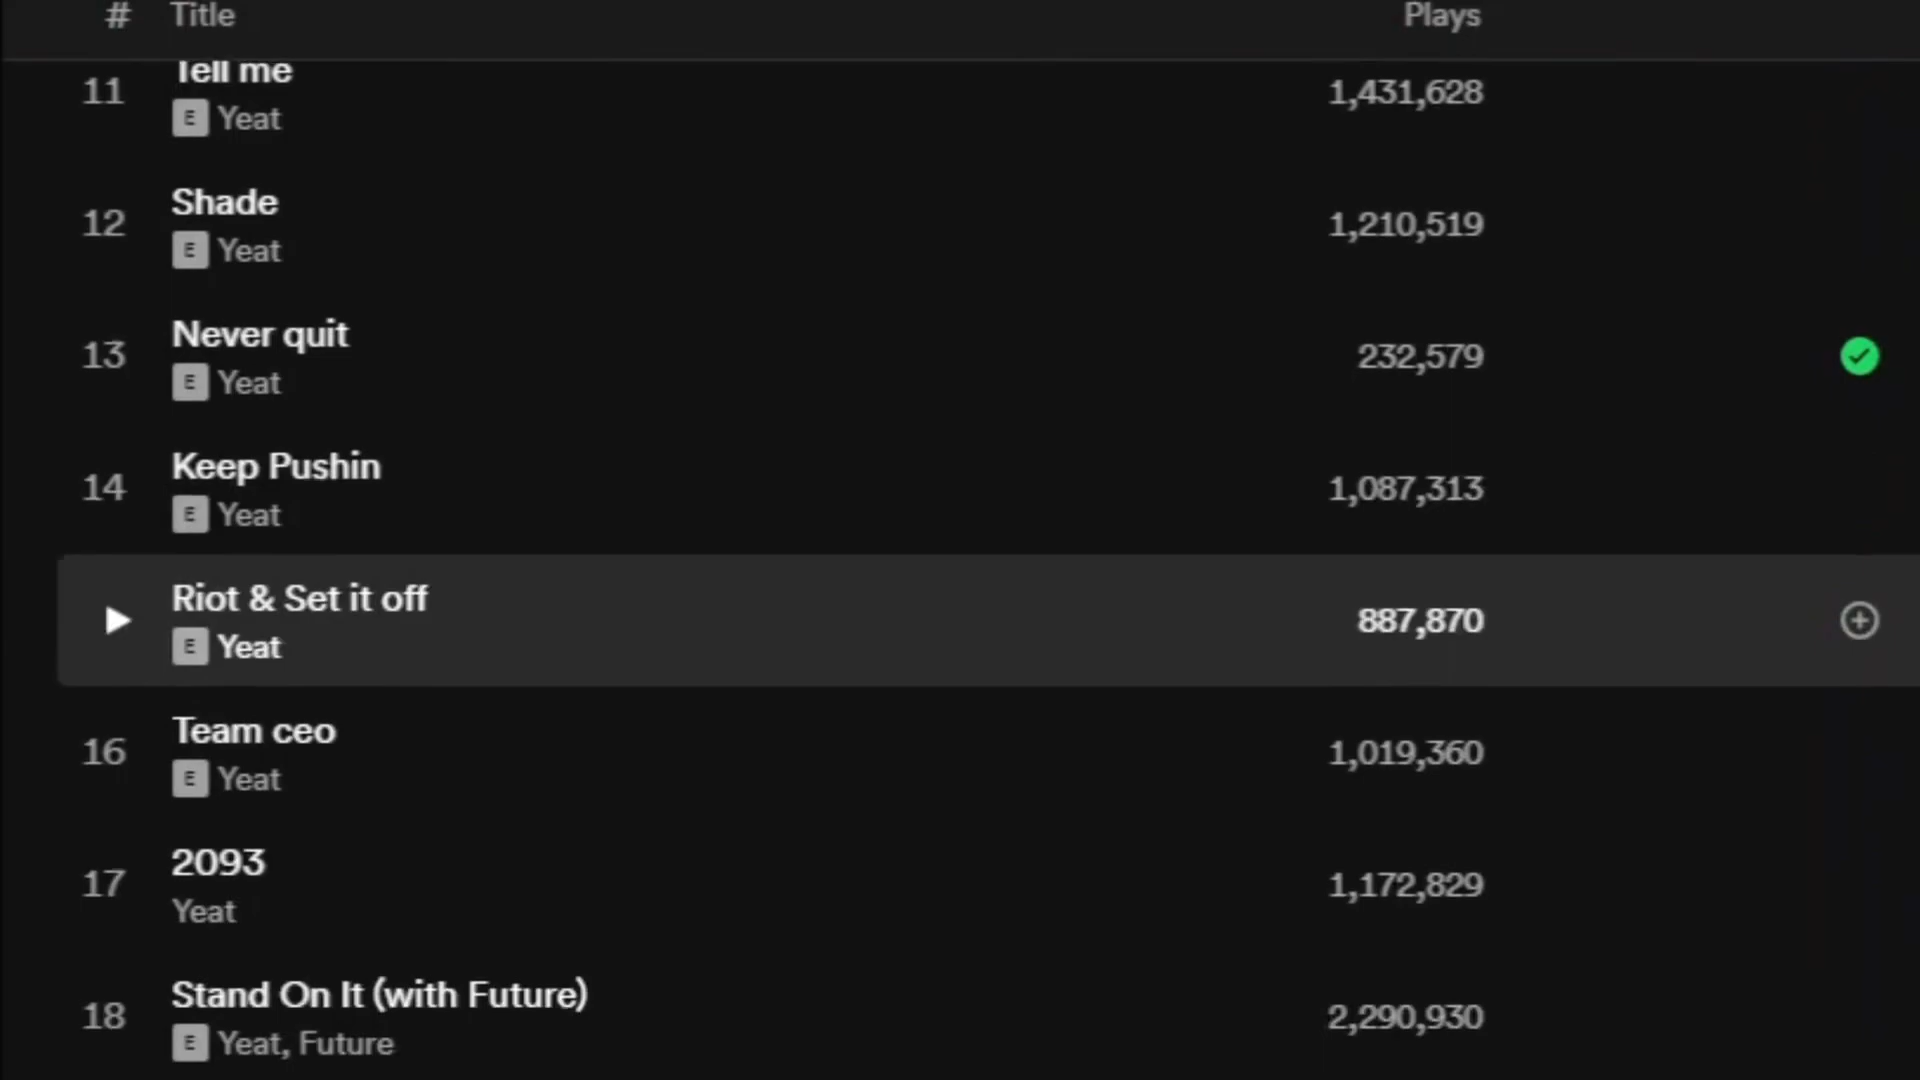 # Title Plays
11 Tell me 1,431,628
E Yeat
12 Shade 1,210,519
E Yeat
13 Never quit 232,579
E Yeat
14 Keep Pushin 1,087,313
E Yeat
Riot & Set it off 887,870
E Yeat
16 Team ceo 1,019,360
E Yeat
17 2093 1,172,829
Yeat
18 Stand On It (with Future) 2,290,930
E Yeat, Future